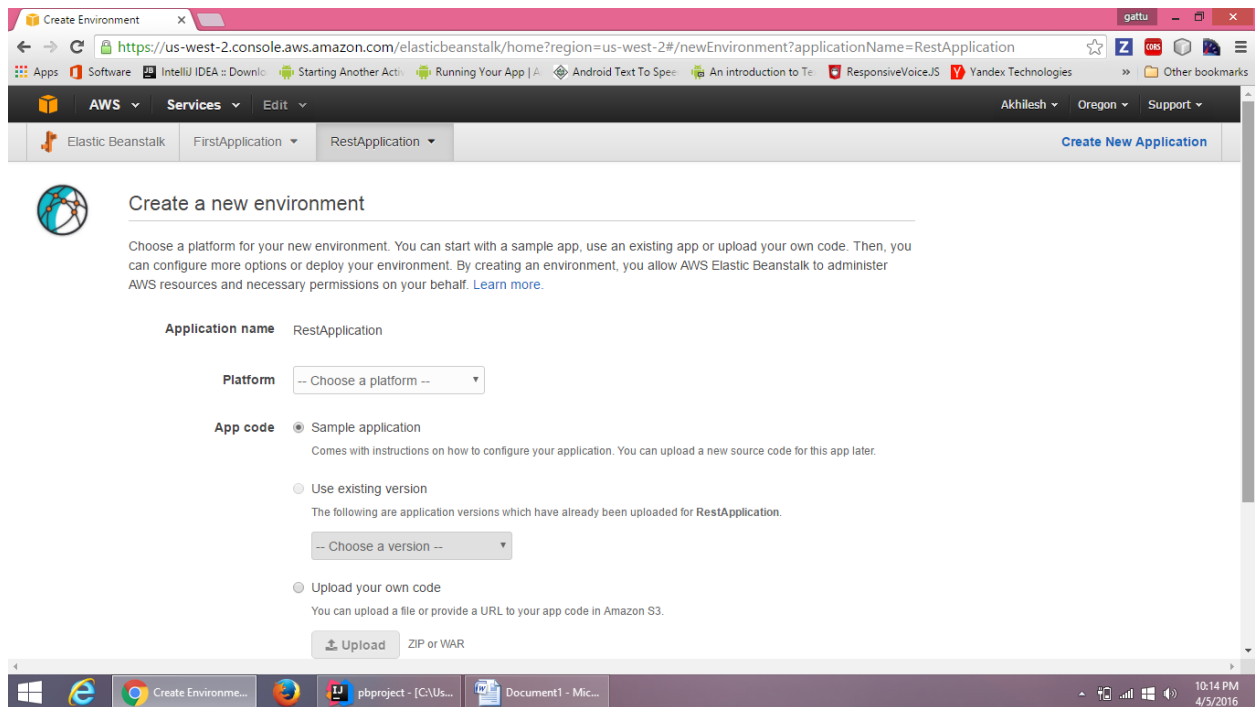 Create Environment
gattu
https://us-west-2.console.aws.amazon.com/elasticbeanstalk/home?region=us-west-2#/newEnvironment?applicationName=RestApplication
Z
CORS
Apps
Software
JB
IntelliJ IDEA :: Downlo
Starting Another Activ
Running Your App | A
Android Text To Spee
An introduction to Te
ResponsiveVoice.JS
Y
Yandex Technologies
»
Other bookmarks
AWS
Services
Edit
Akhilesh
Oregon
Support
Elastic Beanstalk
FirstApplication
RestApplication
Create New Application
Create a new environment
Choose a platform for your new environment. You can start with a sample app, use an existing app or upload your own code. Then, you
can configure more options or deploy your environment. By creating an environment, you allow AWS Elastic Beanstalk to administer
AWS resources and necessary permissions on your behalf. Learn more.
Application name
RestApplication
Platform
-- Choose a platform --
App code
Sample application
Comes with instructions on how to configure your application. You can upload a new source code for this app later.
Use existing version
The following are application versions which have already been uploaded for RestApplication.
-- Choose a version --
Upload your own code
You can upload a file or provide a URL to your app code in Amazon S3.
Upload
ZIP or WAR
Create Environme...
IJ
pbproject - [C:\Us...
W
Document1 - Mic...
10:14 PM
4/5/2016